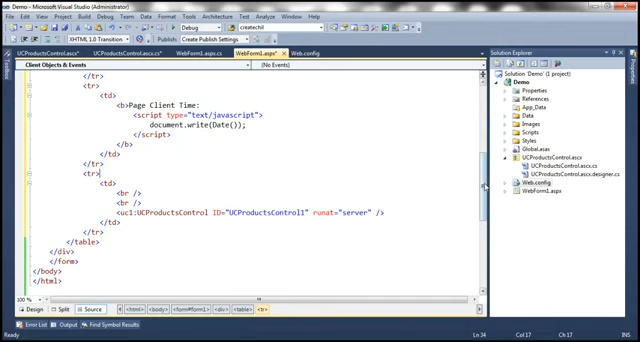 Demo - Microsoft Visual Studio (Administrator)
File Edit View Project Build Debug Team Data Format Table Tools Architecture Test Analyze Window Help
Debug
createchil
XHTML 1.0 Transition
Publish:
Create Publish Settings
UCProductsControl.ascx*
UCProductsControl.ascx.cs*
WebForm1.aspx.cs
WebForm1.aspx*
Web.config
Client Objects & Events
(No Events)
</tr>
<tr>
<td>
<b>Page Client Time:
<script type="text/javascript">
document.write(Date());
</script>
</b>
</td>
</tr>
<tr>
<td>
<br />
<br />
<uc1:UCProductsControl ID="UCProductsControl1" runat="server" />
</td>
</tr>
</table>
</div>
</form>
</body>
</html>
100 %
Design
Split
Source
<html>
<body>
<form#form1>
<div>
<table>
<tr>
Error List
Output
Find Symbol Results
Ready
Ln 34
Col 17
Ch 17
Toolbox
Solution Explorer
Solution 'Demo' (1 project)
Demo
Properties
References
App_Data
Data
Images
Scripts
Styles
Global.asax
UCProductsControl.ascx
UCProductsControl.ascx.cs
UCProductsControl.ascx.designer.cs
Web.config
WebForm1.aspx
Properties